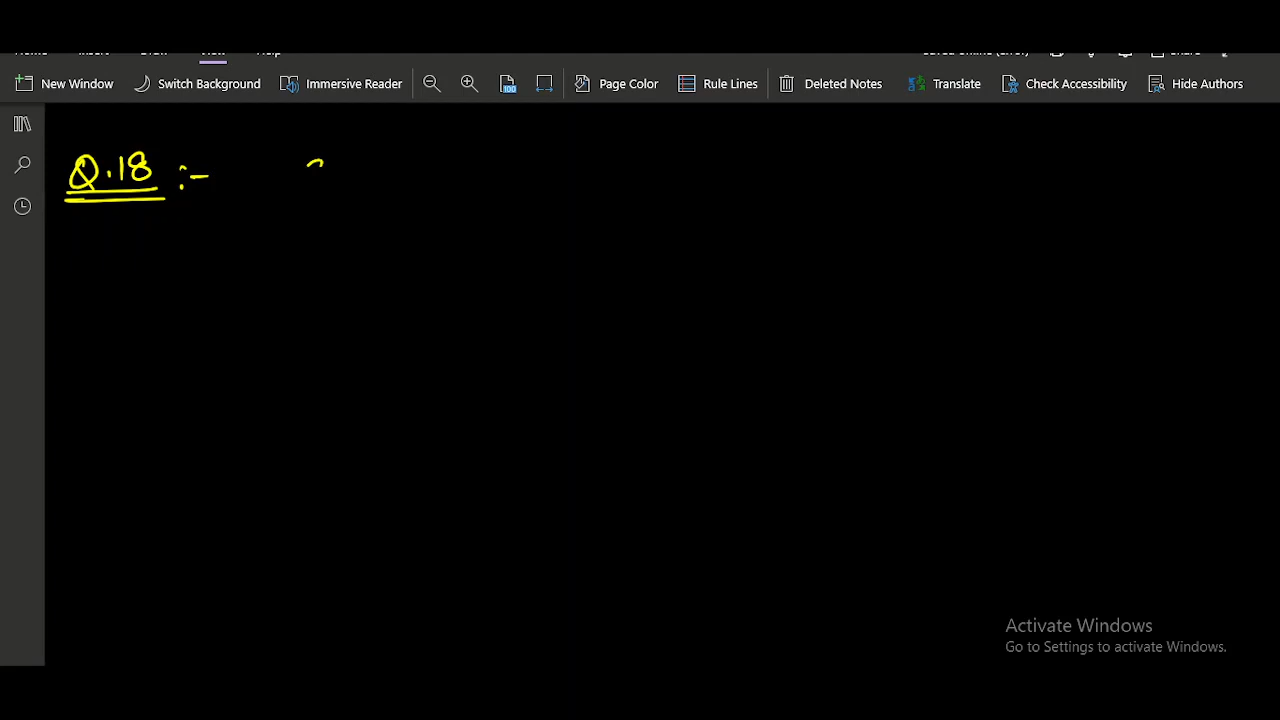 New Window Switch Background Immersive Reader Page Color Rule Lines Deleted Notes Translate Check Accessibility Hide Authors
Q.18 :-
Activate Windows
Go to Settings to activate Windows.